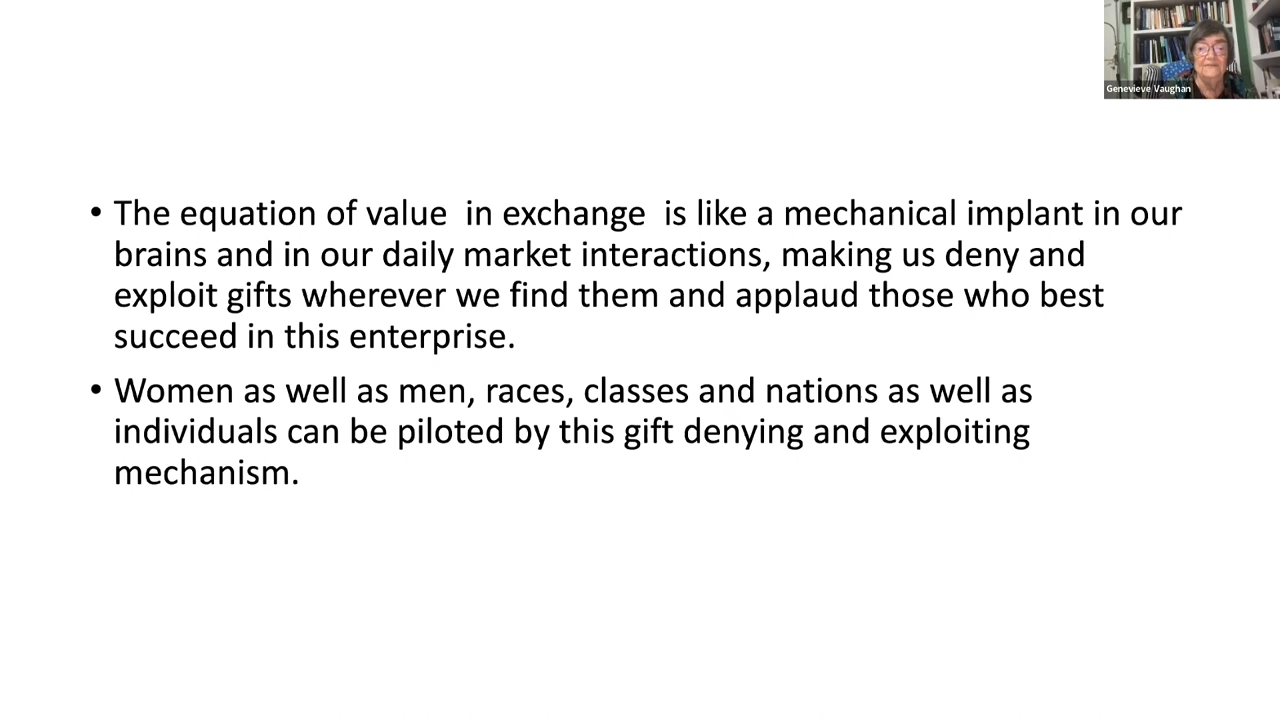 Genevieve Vaughan
• The equation of value  in exchange  is like a mechanical implant in our
brains and in our daily market interactions, making us deny and
exploit gifts wherever we find them and applaud those who best
succeed in this enterprise.
• Women as well as men, races, classes and nations as well as
individuals can be piloted by this gift denying and exploiting
mechanism.